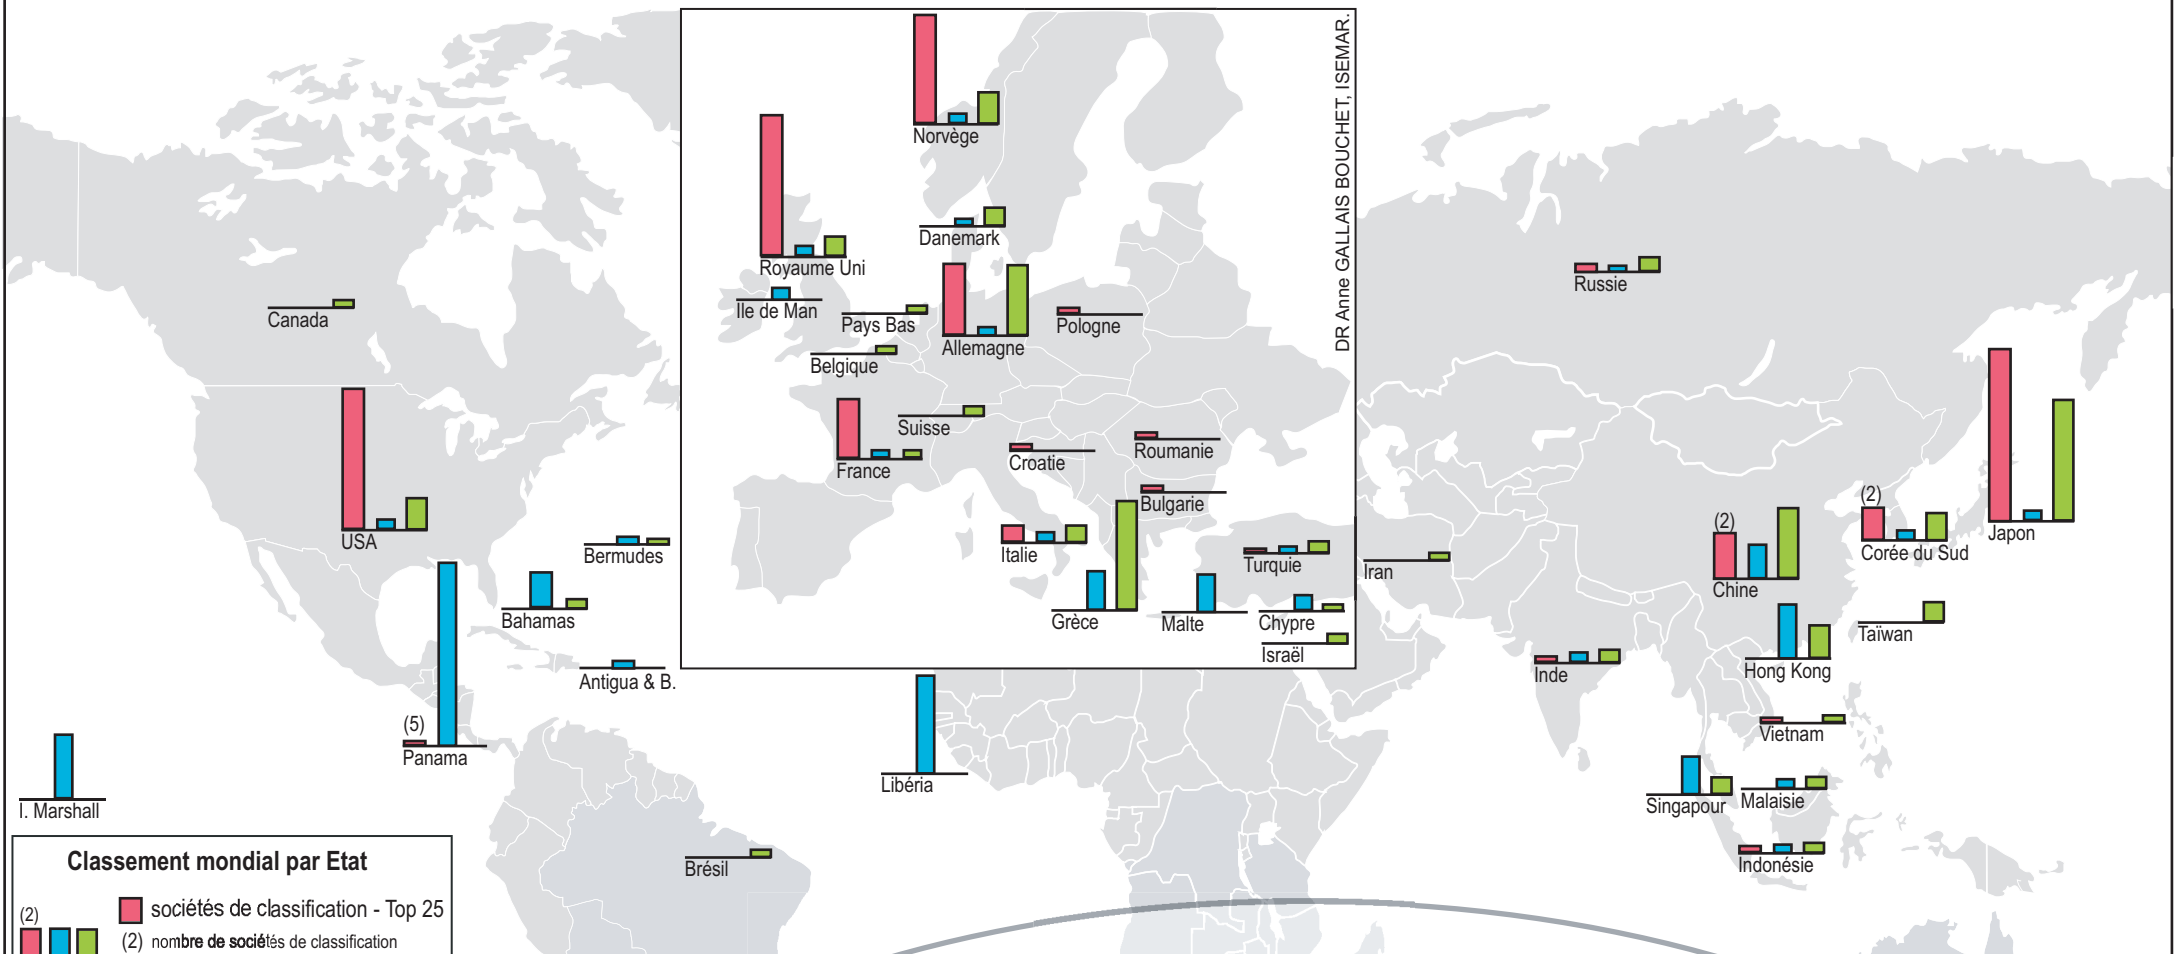 DR Anne GALLAIS BOUCHET, ISEMAR.
Norvège
Danemark
Royaume Uni
Ile de Man
Pays Bas
Allemagne
Pologne
Belgique
Suisse
France
Croatie
Roumanie
Bulgarie
Italie
Grèce
Malte
Turquie
Chypre
Israël
Canada
USA
Bermudes
Bahamas
Antigua & B.
(5)
Panama
I. Marshall
Brésil
Libéria
Russie
Iran
Inde
(2)
Chine
(2)
Corée du Sud
Japon
Taïwan
Hong Kong
Vietnam
Singapour
Malaisie
Indonésie
Classement mondial par Etat
(2)
sociétés de classification - Top 25
(2) nombre de sociétés de classification